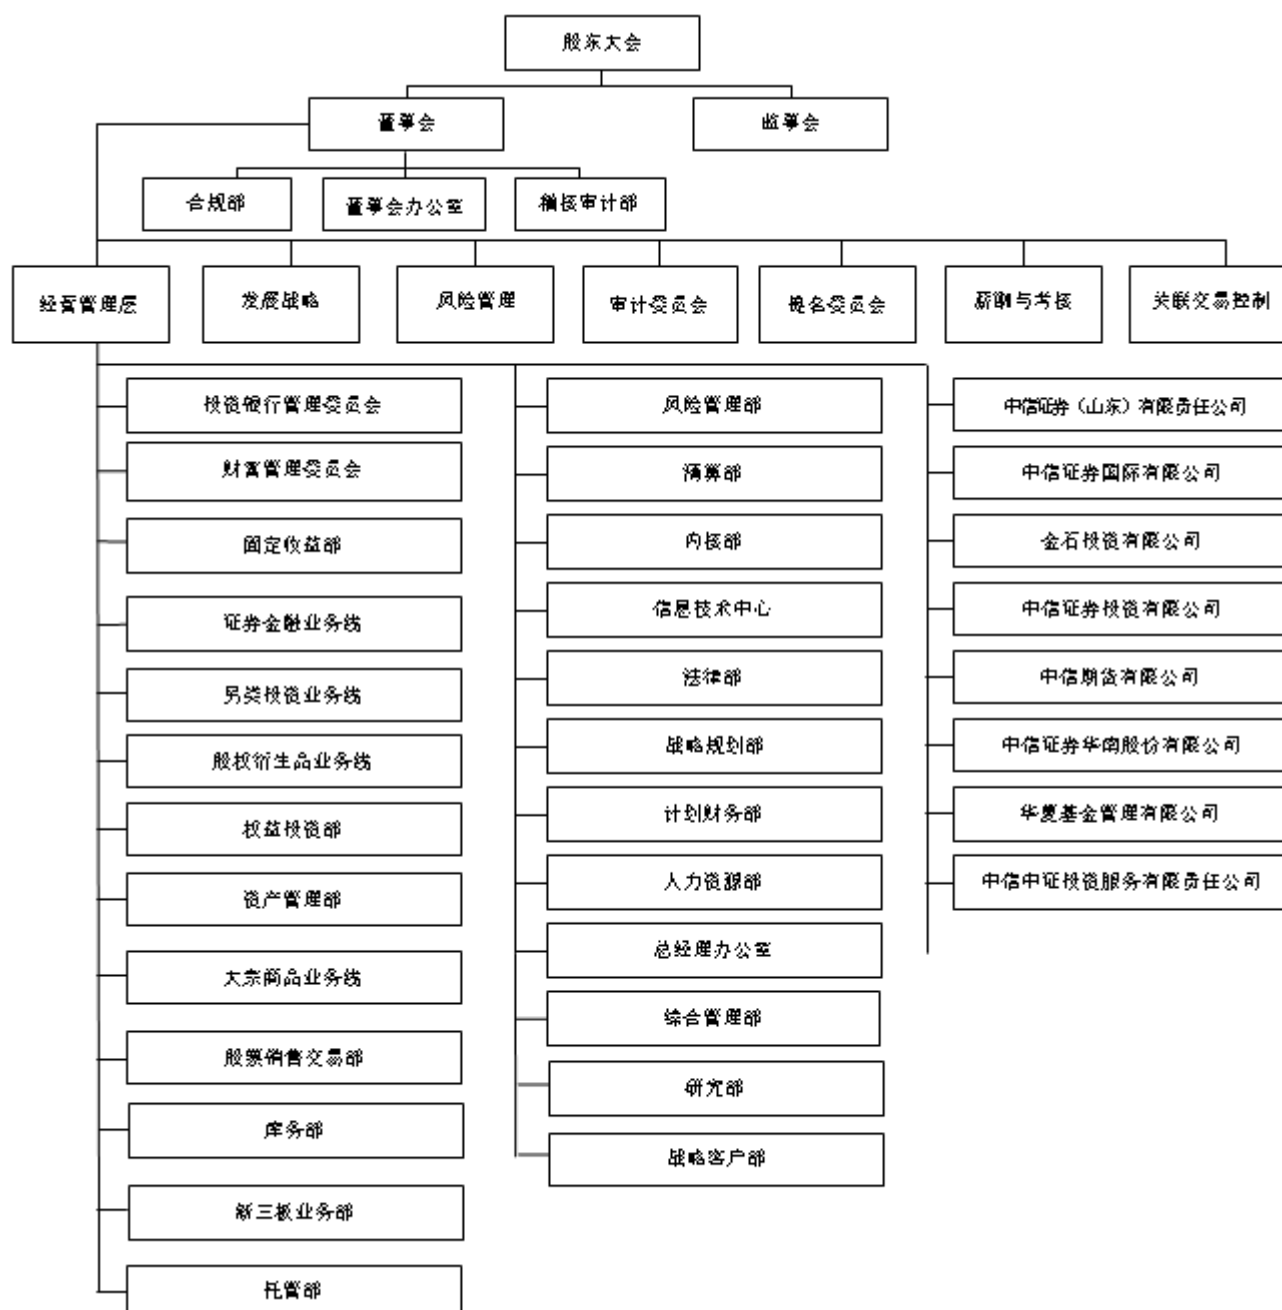 股东大会
董事会
监事会
合规部
董事会办公室
稽核审计部
经营管理层
发展战略
风险管理
审计委员会
提名委员会
薪酬与考核
关联交易控制
投资银行管理委员会
财富管理委员会
固定收益部
证券金融业务线
另类投资业务线
股权衍生品业务线
权益投资部
资产管理部
大宗商品业务线
股票销售交易部
库务部
新三板业务部
托管部
风险管理部
清算部
内核部
信息技术中心
法律部
战略规划部
计划财务部
人力资源部
总经理办公室
综合管理部
研究部
战略客户部
中信证券（山东）有限责任公司
中信证券国际有限公司
金石投资有限公司
中信证券投资有限公司
中信期货有限公司
中信证券华南股份有限公司
华夏基金管理有限公司
中信中证投资服务有限责任公司